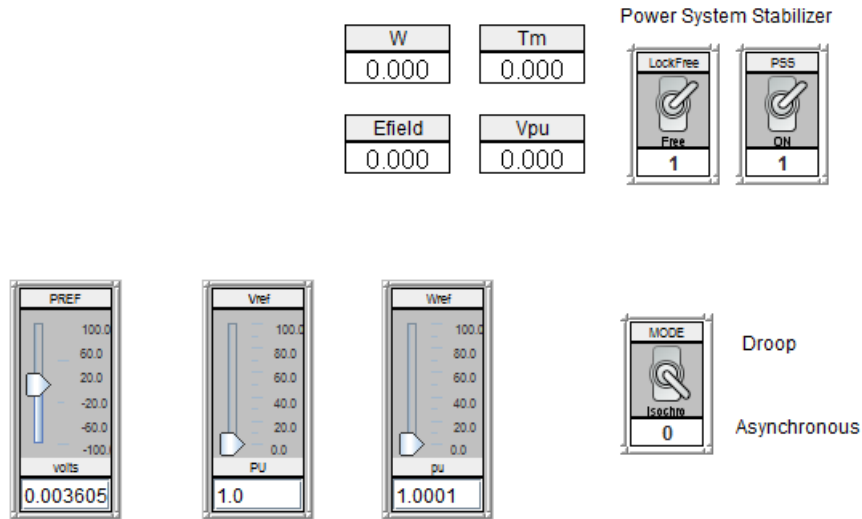 Power System Stabilizer
W
0.000
Tm
0.000
LockFree
Free
1
PSS
ON
1
Efield
0.000
Vpu
0.000
PREF
100.0
60.0
20.0
-20.0
-60.0
-100.
volts
0.003605
Vref
100.0
80.0
60.0
40.0
20.0
0.0
PU
1.0
Wref
100.0
80.0
60.0
40.0
20.0
0.0
pu
1.0001
MODE
Isochro
0
Droop
Asynchronous